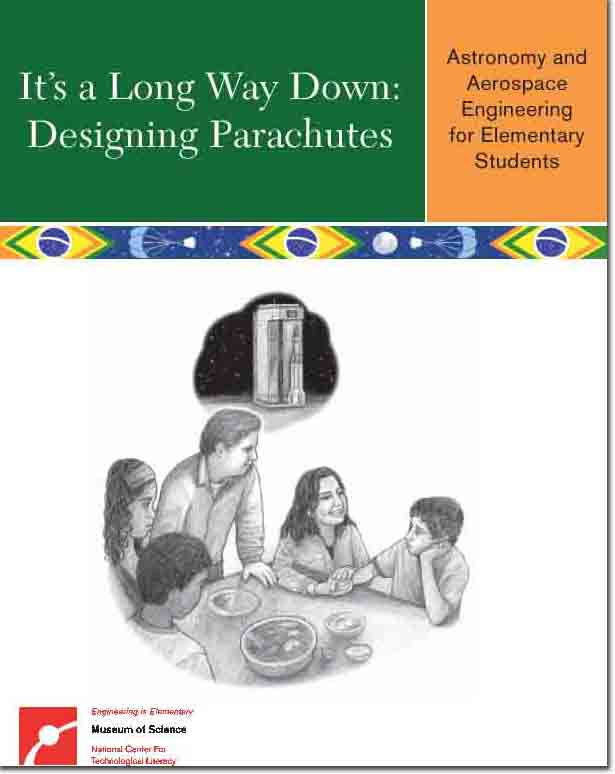 It's a Long Way Down:
Designing Parachutes
Astronomy and
Aerospace
Engineering
for Elementary
Students
Engineering is Elementary
Museum of Science
National Center For
Technological Literacy